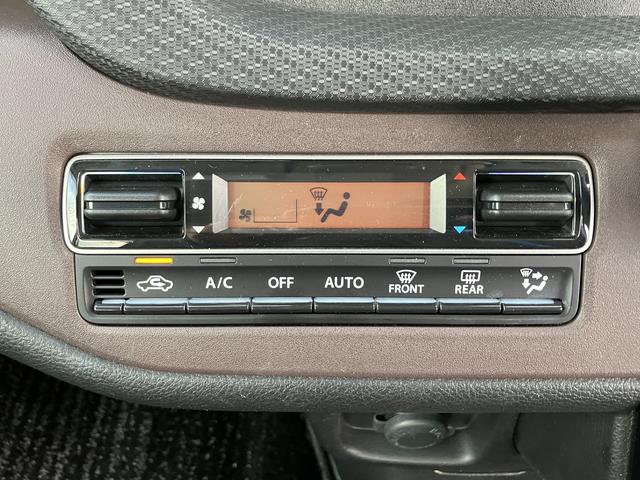 A/C OFF AUTO FRONT REAR